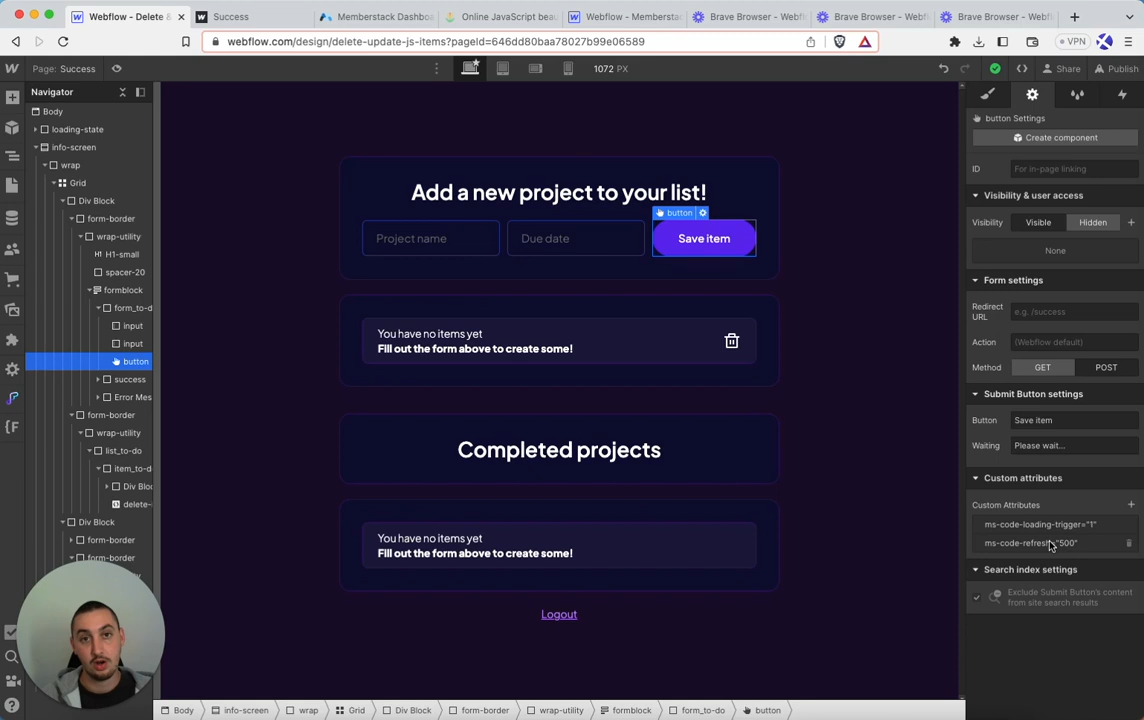 Webflow - Delete &
Success
Memberstack Dashbo
Online JavaScript beau
Webflow - Memberst
Brave Browser - Webf
Brave Browser - Webf
Brave Browser - Webfl
webflow.com/design/delete-update-js-items?pageId=646dd80baa78027b99e06589
VPN
Page: Success
1072 PX
Share
Publish
Navigator
Body
loading-state
info-screen
wrap
Grid
Div Block
form-border
wrap-utility
H1-small
spacer-20
formblock
form_to-d
input
input
button
success
Error Mes
form-border
wrap-utility
list_to-do
item_to-d
Div Bloc
delete-
Div Block
form-border
form-border
Add a new project to your list!
button
Project name
Due date
Save item
You have no items yet
Fill out the form above to create some!
Completed projects
You have no items yet
Fill out the form above to create some!
Logout
button Settings
Create component
ID
For in-page linking
Visibility & user access
Visibility
Visible
Hidden
None
Form settings
Redirect
URL
e.g. /success
Action
(Webflow default)
Method
GET
POST
Submit Button settings
Button
Save item
Waiting
Please wait...
Custom attributes
Custom Attributes
ms-code-loading-trigger="1"
ms-code-refresh="500"
Search index settings
Exclude Submit Button's content
from site search results
Body
info-screen
wrap
Grid
Div Block
form-border
wrap-utility
formblock
form_to-do
button